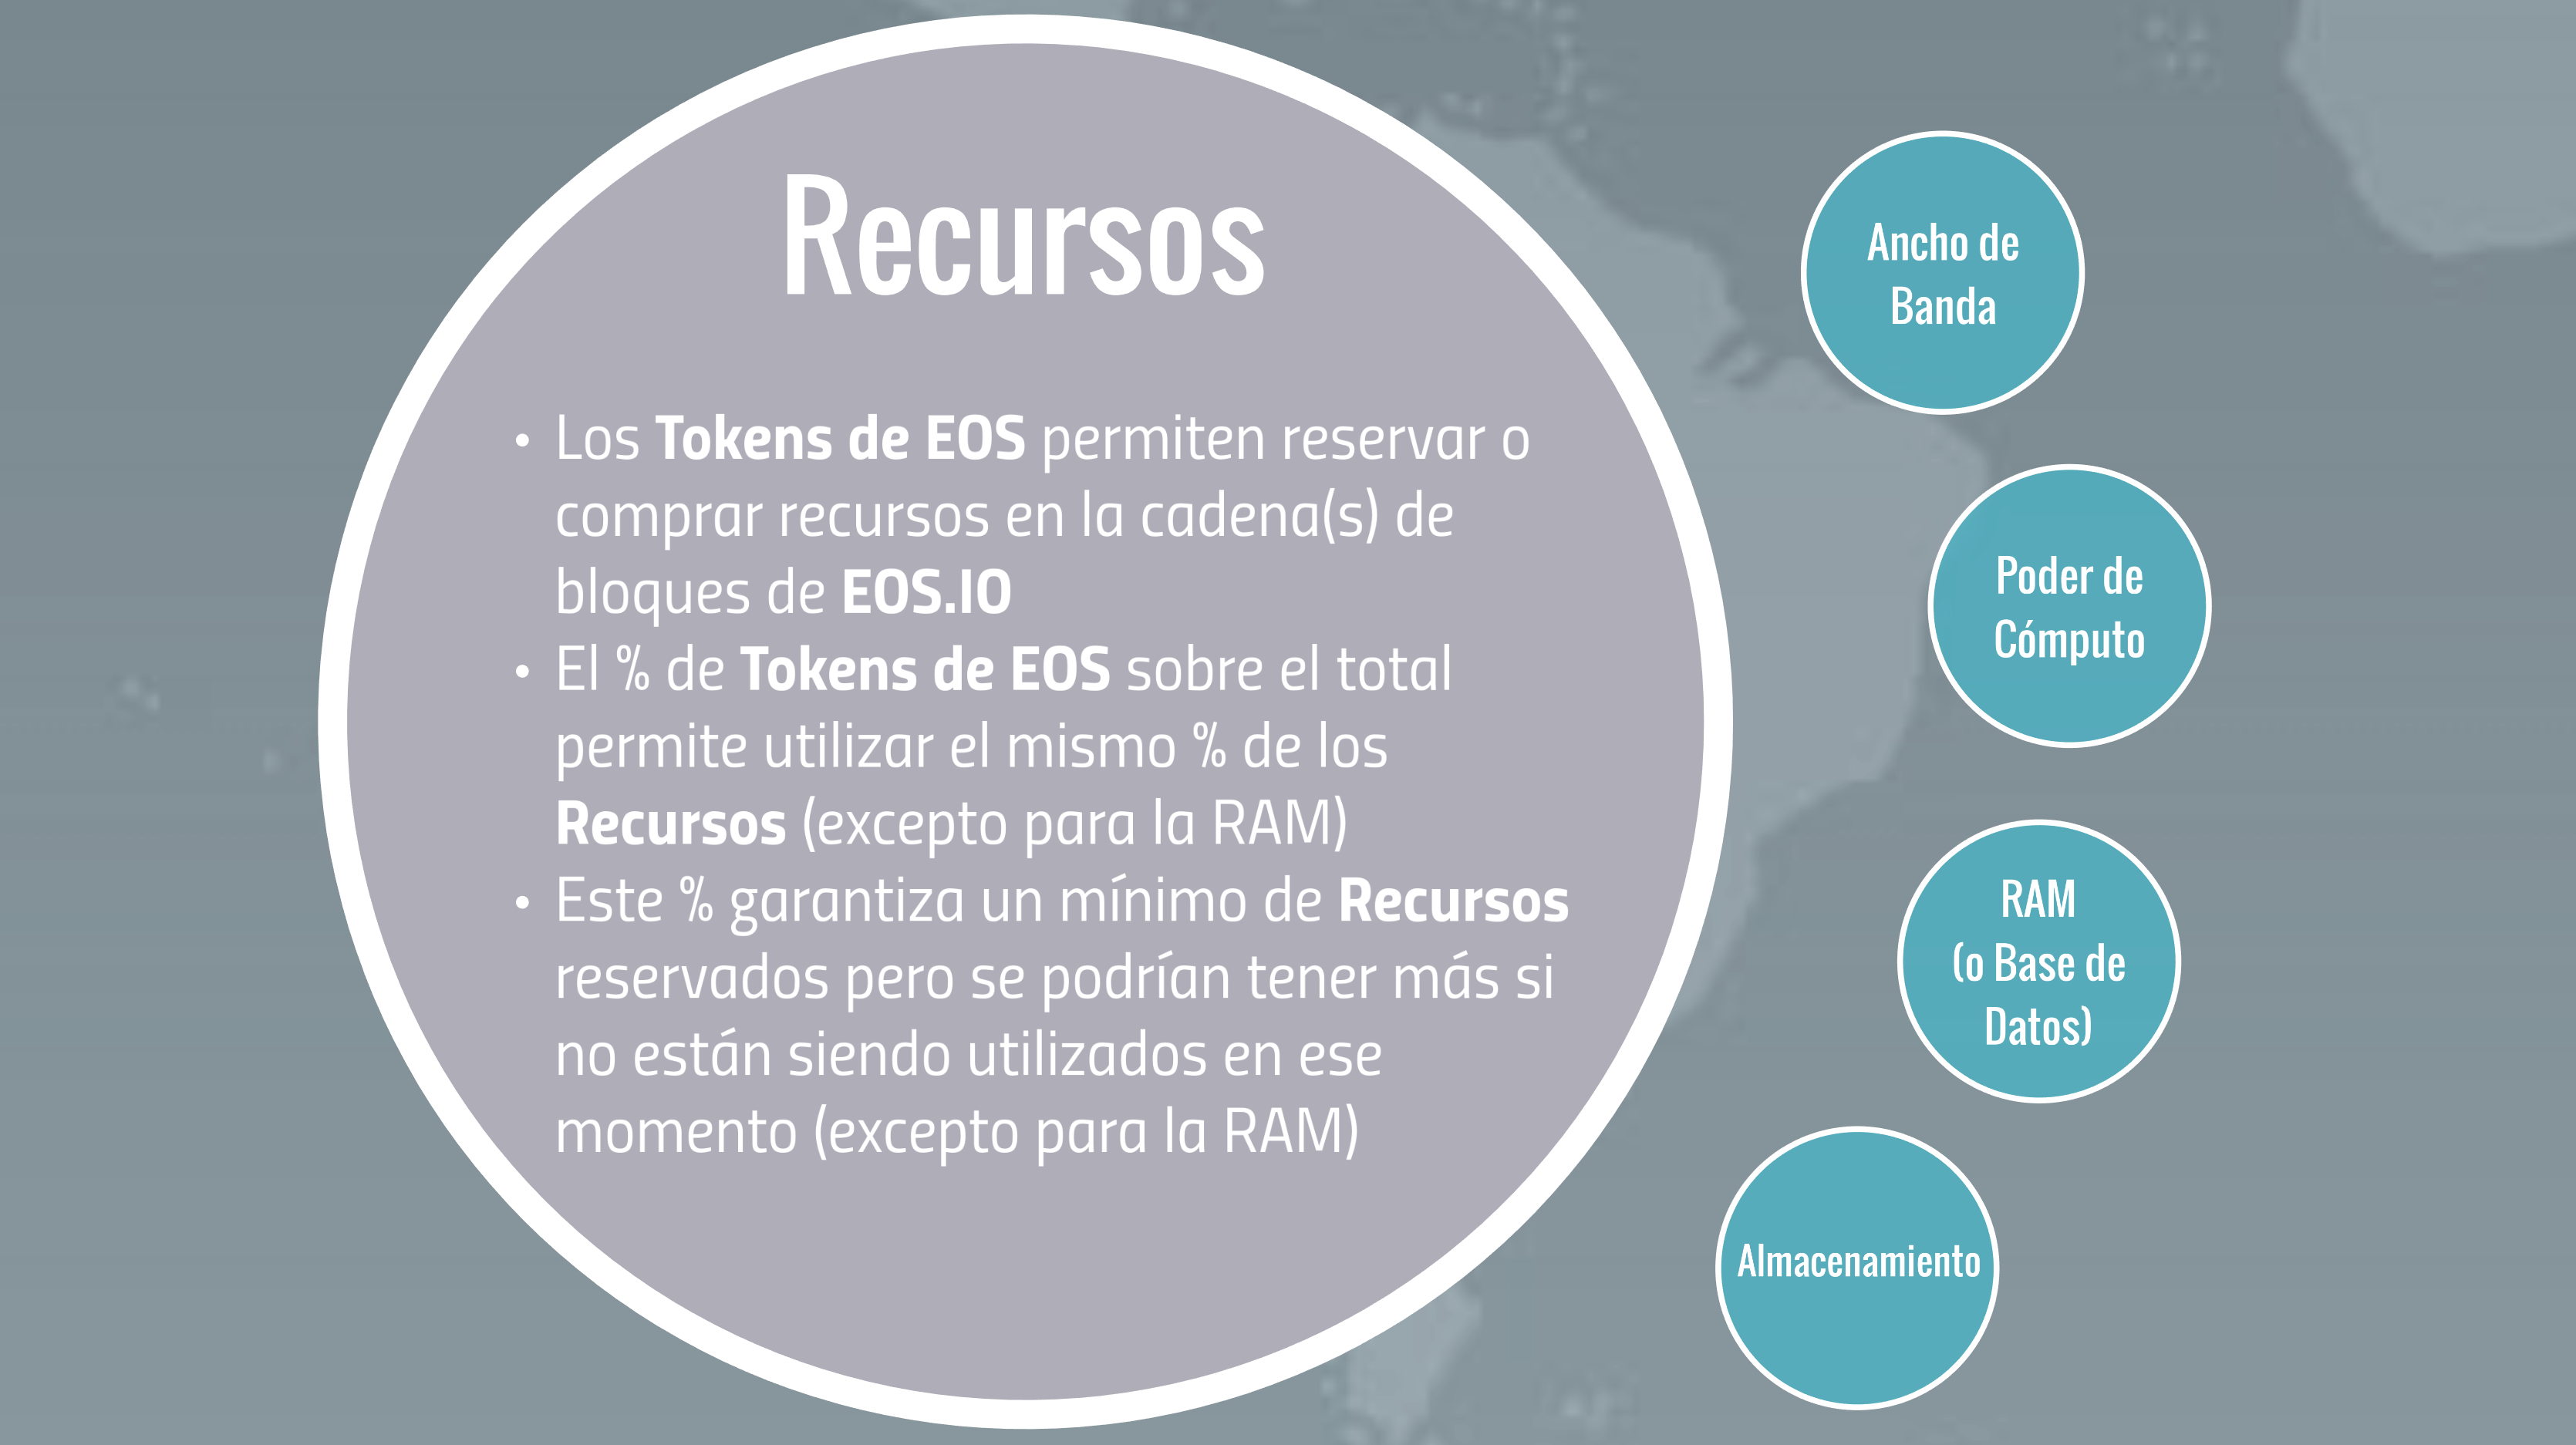 Recursos
• Los Tokens de EOS permiten reservar o
comprar recursos en la cadena(s) de
bloques de EOS.IO
• El % de Tokens de EOS sobre el total
permite utilizar el mismo % de los
Recursos (excepto para la RAM)
• Este % garantiza un mínimo de Recursos
reservados pero se podrían tener más si
no están siendo utilizados en ese
momento (excepto para la RAM)
Ancho de
Banda
Poder de
Cómputo
RAM
(o Base de
Datos)
Almacenamiento